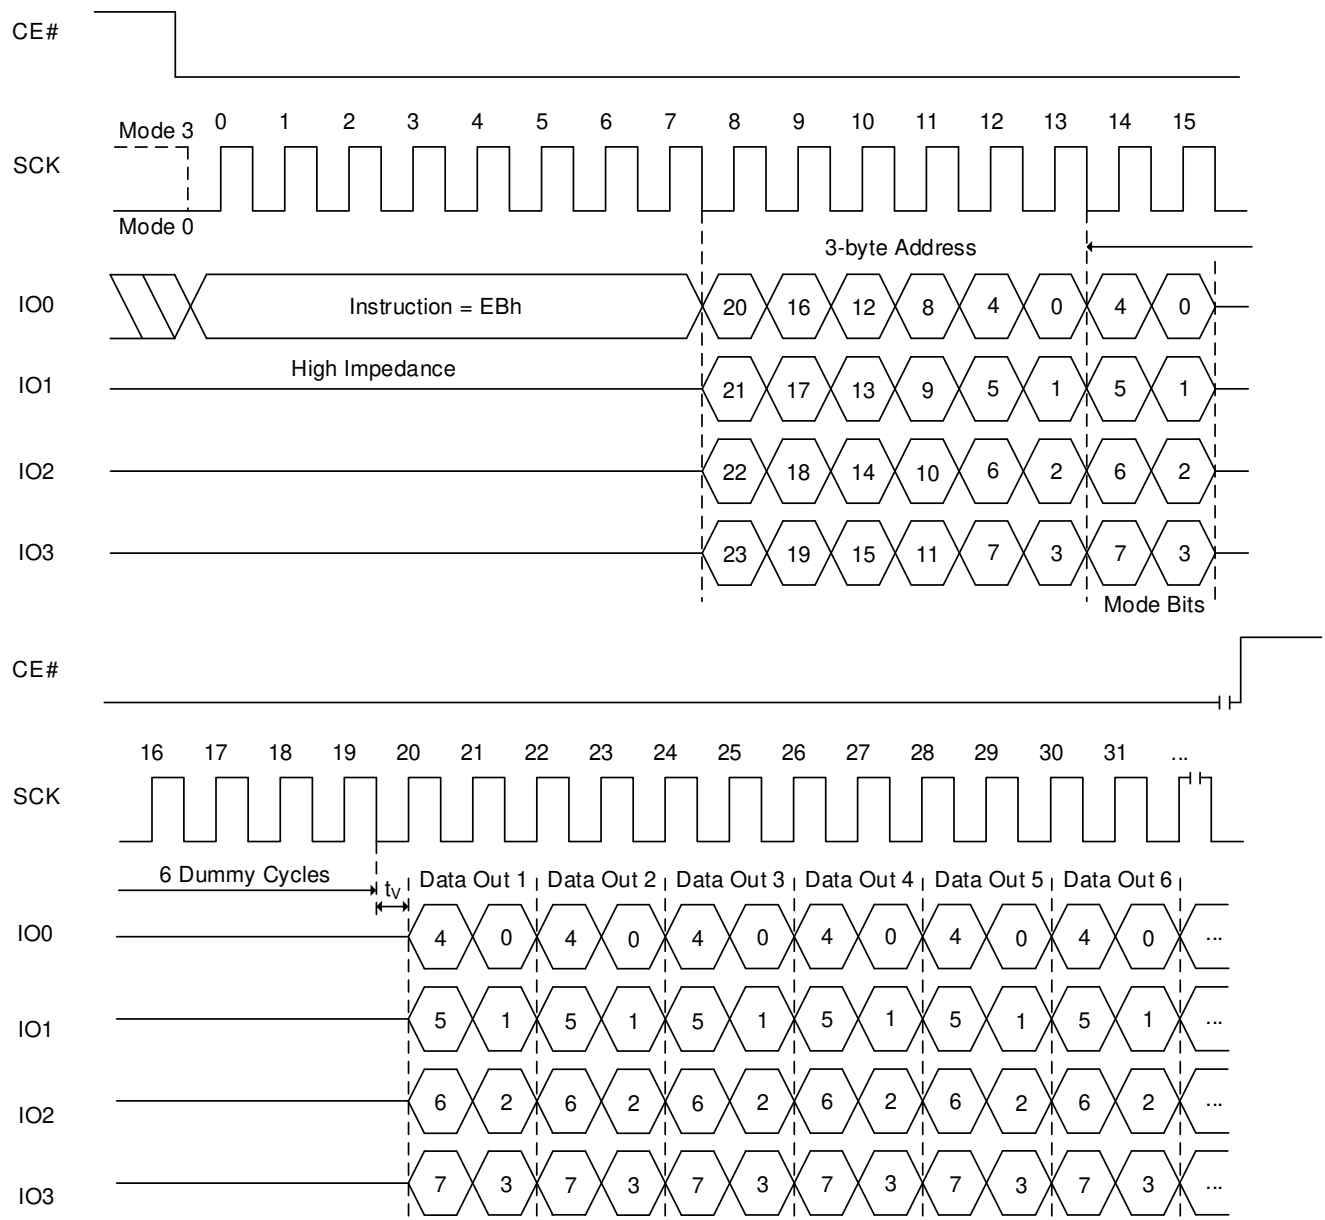 CE#
Mode 3 0 1 2 3 4 5 6 7 8 9 10 11 12 13 14 15
SCK
Mode 0
3-byte Address
IO0 Instruction = EBh 20 16 12 8 4 0 4 0
High Impedance
IO1 21 17 13 9 5 1 5 1
IO2 22 18 14 10 6 2 6 2
IO3 23 19 15 11 7 3 7 3
Mode Bits
CE#
16 17 18 19 20 21 22 23 24 25 26 27 28 29 30 31 ...
SCK
6 Dummy Cycles tV Data Out 1 Data Out 2 Data Out 3 Data Out 4 Data Out 5 Data Out 6
IO0 4 0 4 0 4 0 4 0 4 0 4 0 ...
IO1 5 1 5 1 5 1 5 1 5 1 5 1 ...
IO2 6 2 6 2 6 2 6 2 6 2 6 2 ...
IO3 7 3 7 3 7 3 7 3 7 3 7 3 ...